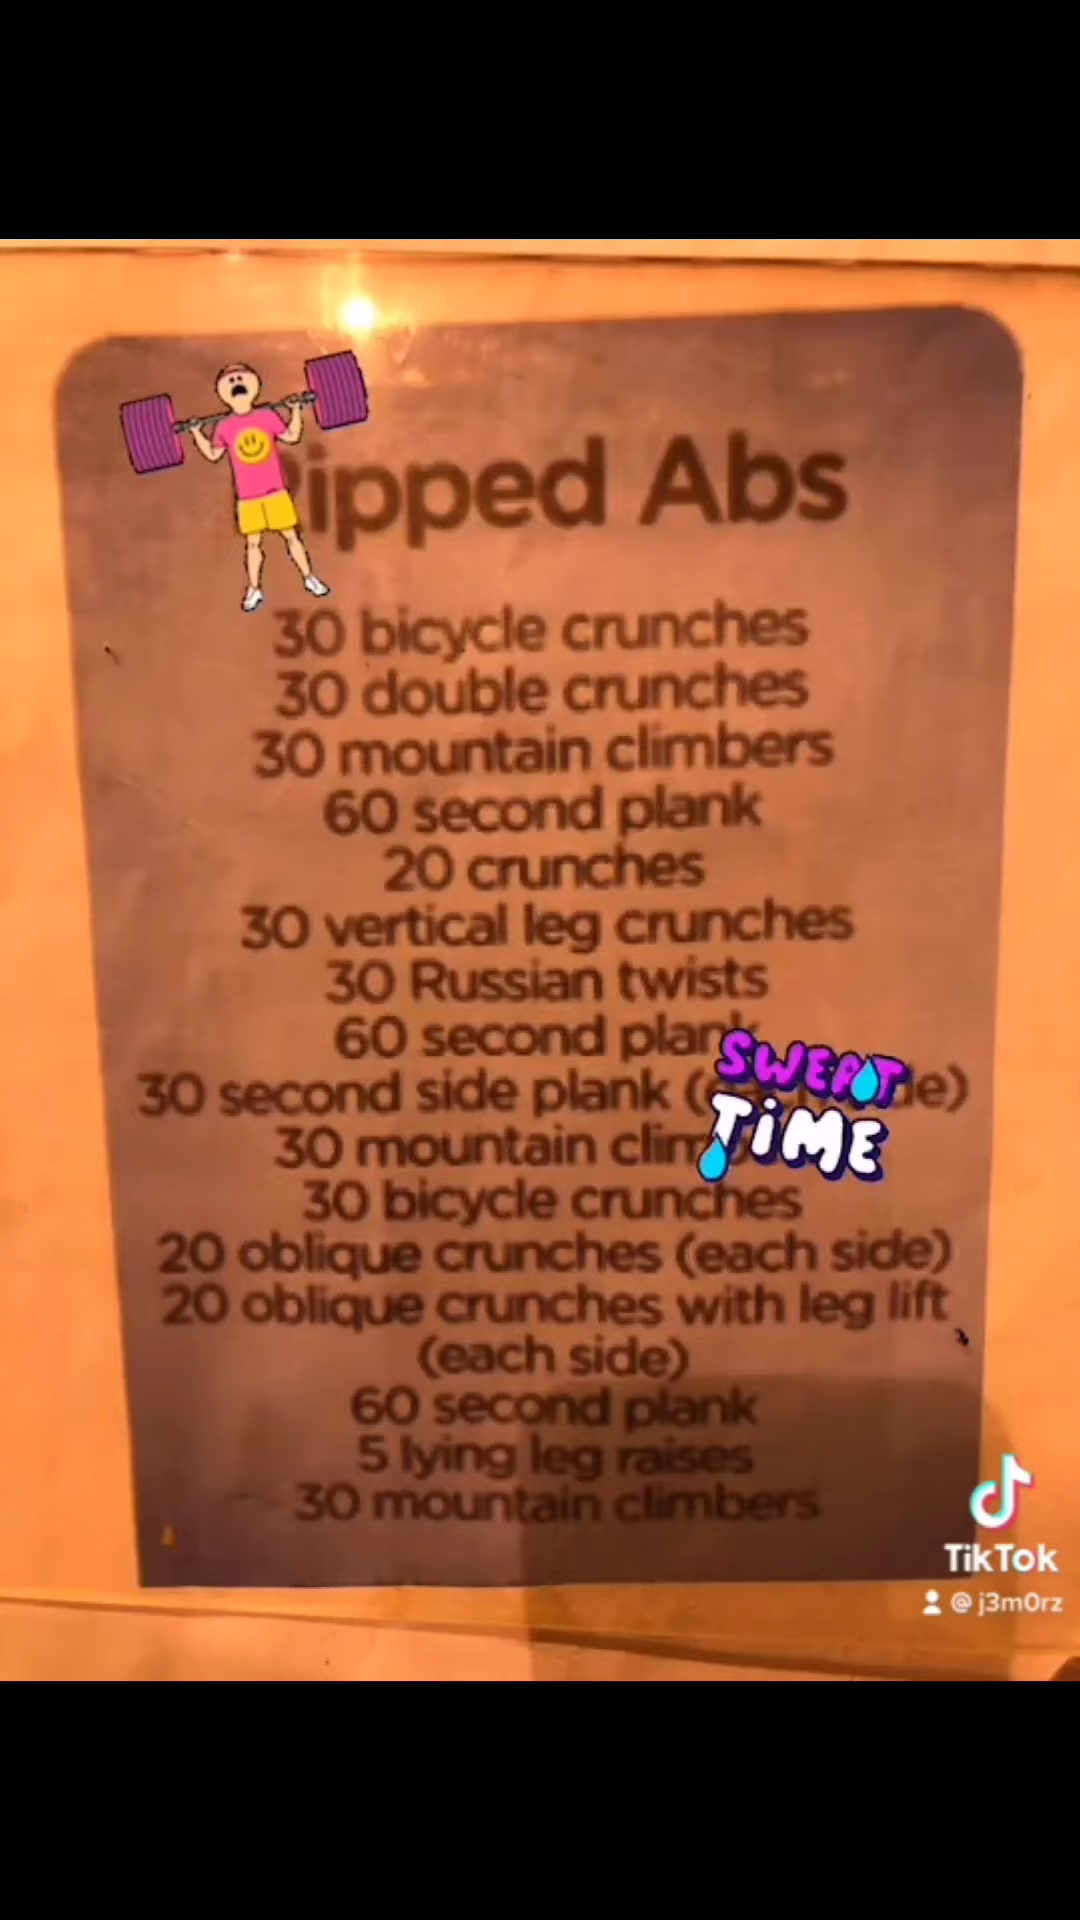 ipped Abs
30 bicycle crunches
30 double crunches
30 mountain climbers
60 second plank
20 crunches
30 vertical leg crunches
30 Russian twists
60 second plank
SWEAT
30 second side plank (
TiME
30 mountain
30 bicycle crunches
20 oblique crunches (each side)
20 oblique crunches with leg lift
(each side)
60 second plank
5 lying leg raises
30 mountain climbers
TikTok
@j3m0rz